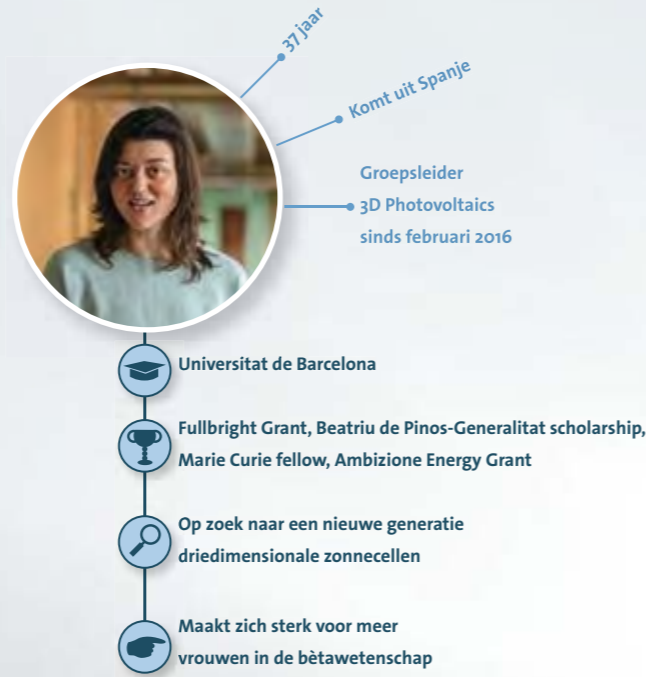 37 jaar
Komt uit Spanje
Groepsleider
3D Photovoltaics
sinds februari 2016
Universitat de Barcelona
Fullbright Grant, Beatriu de Pinos-Generalitat scholarship,
Marie Curie fellow, Ambizione Energy Grant
Op zoek naar een nieuwe generatie
driedimensionale zonnecellen
Maakt zich sterk voor meer
vrouwen in de bètawetenschap